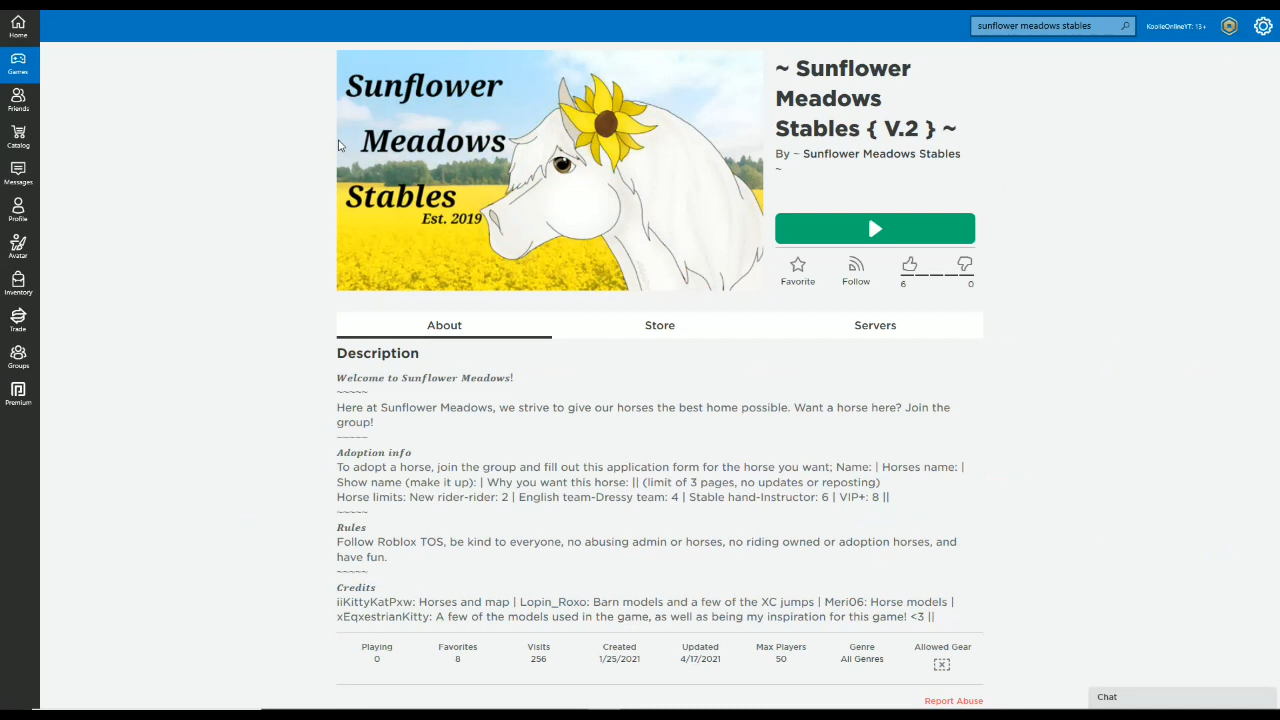 sunflower meadows stables
KoolieOnlineYT: 13+
Home
Games
Friends
Catalog
Messages
Profile
Avatar
Inventory
Trade
Groups
Premium
Sunflower
Meadows
Stables
Est. 2019
~ Sunflower
Meadows
Stables { V.2 } ~
By ~ Sunflower Meadows Stables
~
Favorite
Follow
6
0
About
Store
Servers
Description
Welcome to Sunflower Meadows!
~~~~~
Here at Sunflower Meadows, we strive to give our horses the best home possible. Want a horse here? Join the
group!
~~~~~
Adoption info
To adopt a horse, join the group and fill out this application form for the horse you want; Name: | Horses name: |
Show name (make it up): | Why you want this horse: || (limit of 3 pages, no updates or reposting)
Horse limits: New rider-rider: 2 | English team-Dressy team: 4 | Stable hand-Instructor: 6 | VIP+: 8 ||
~~~~~
Rules
Follow Roblox TOS, be kind to everyone, no abusing admin or horses, no riding owned or adoption horses, and
have fun.
~~~~~
Credits
iiKittyKatPxw: Horses and map | Lopin_Roxo: Barn models and a few of the XC jumps | Meri06: Horse models |
xEqxestrianKitty: A few of the models used in the game, as well as being my inspiration for this game! <3 ||
Playing
0
Favorites
8
Visits
256
Created
1/25/2021
Updated
4/17/2021
Max Players
50
Genre
All Genres
Allowed Gear
Report Abuse
Chat